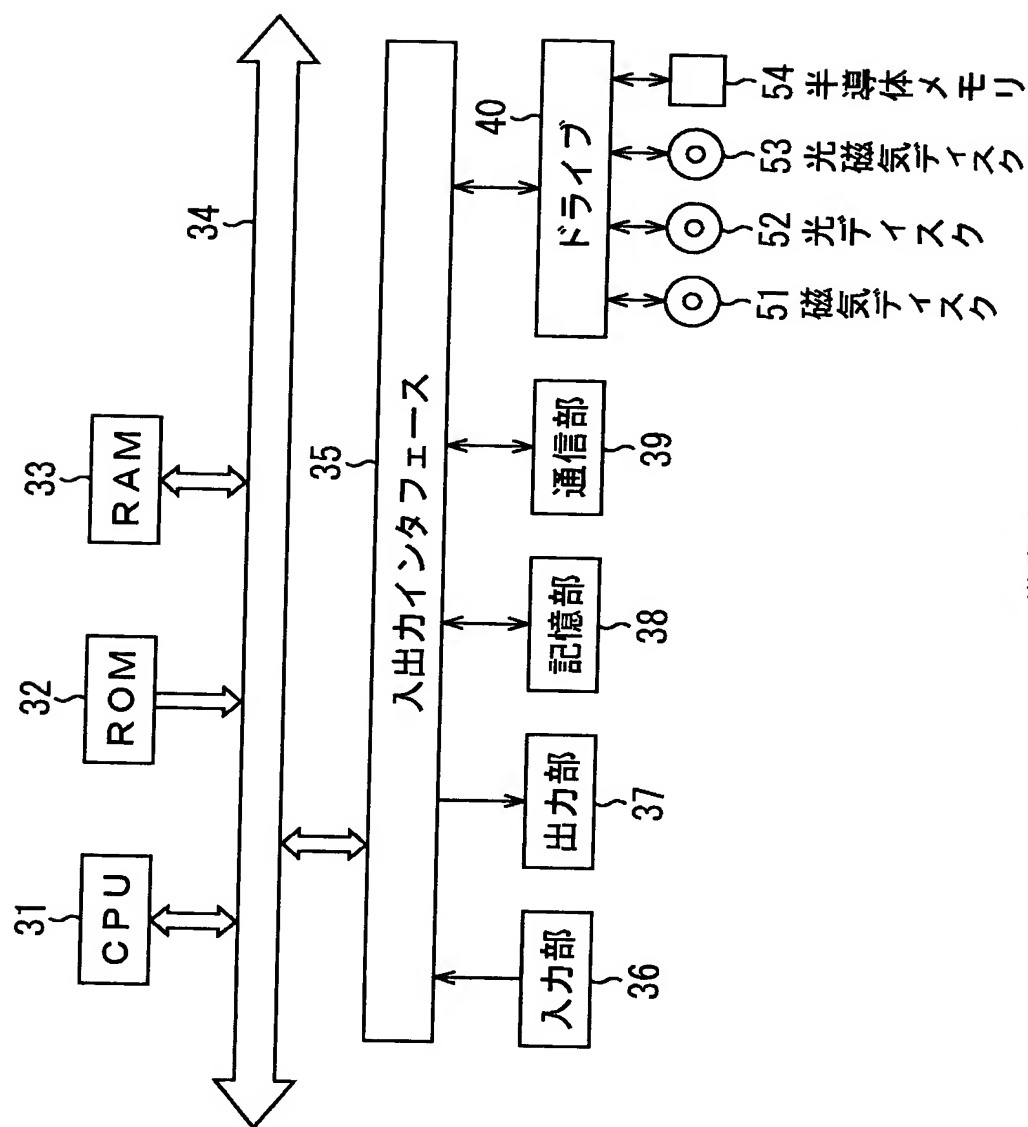 31
CPU
32
ROM
33
RAM
34
35
入出力インタフェース
36
入力部
37
出力部
38
記憶部
39
通信部
40
ドライブ
51 磁気ディスク
52 光ディスク
53 光磁気ディスク
54 半導体メモリ